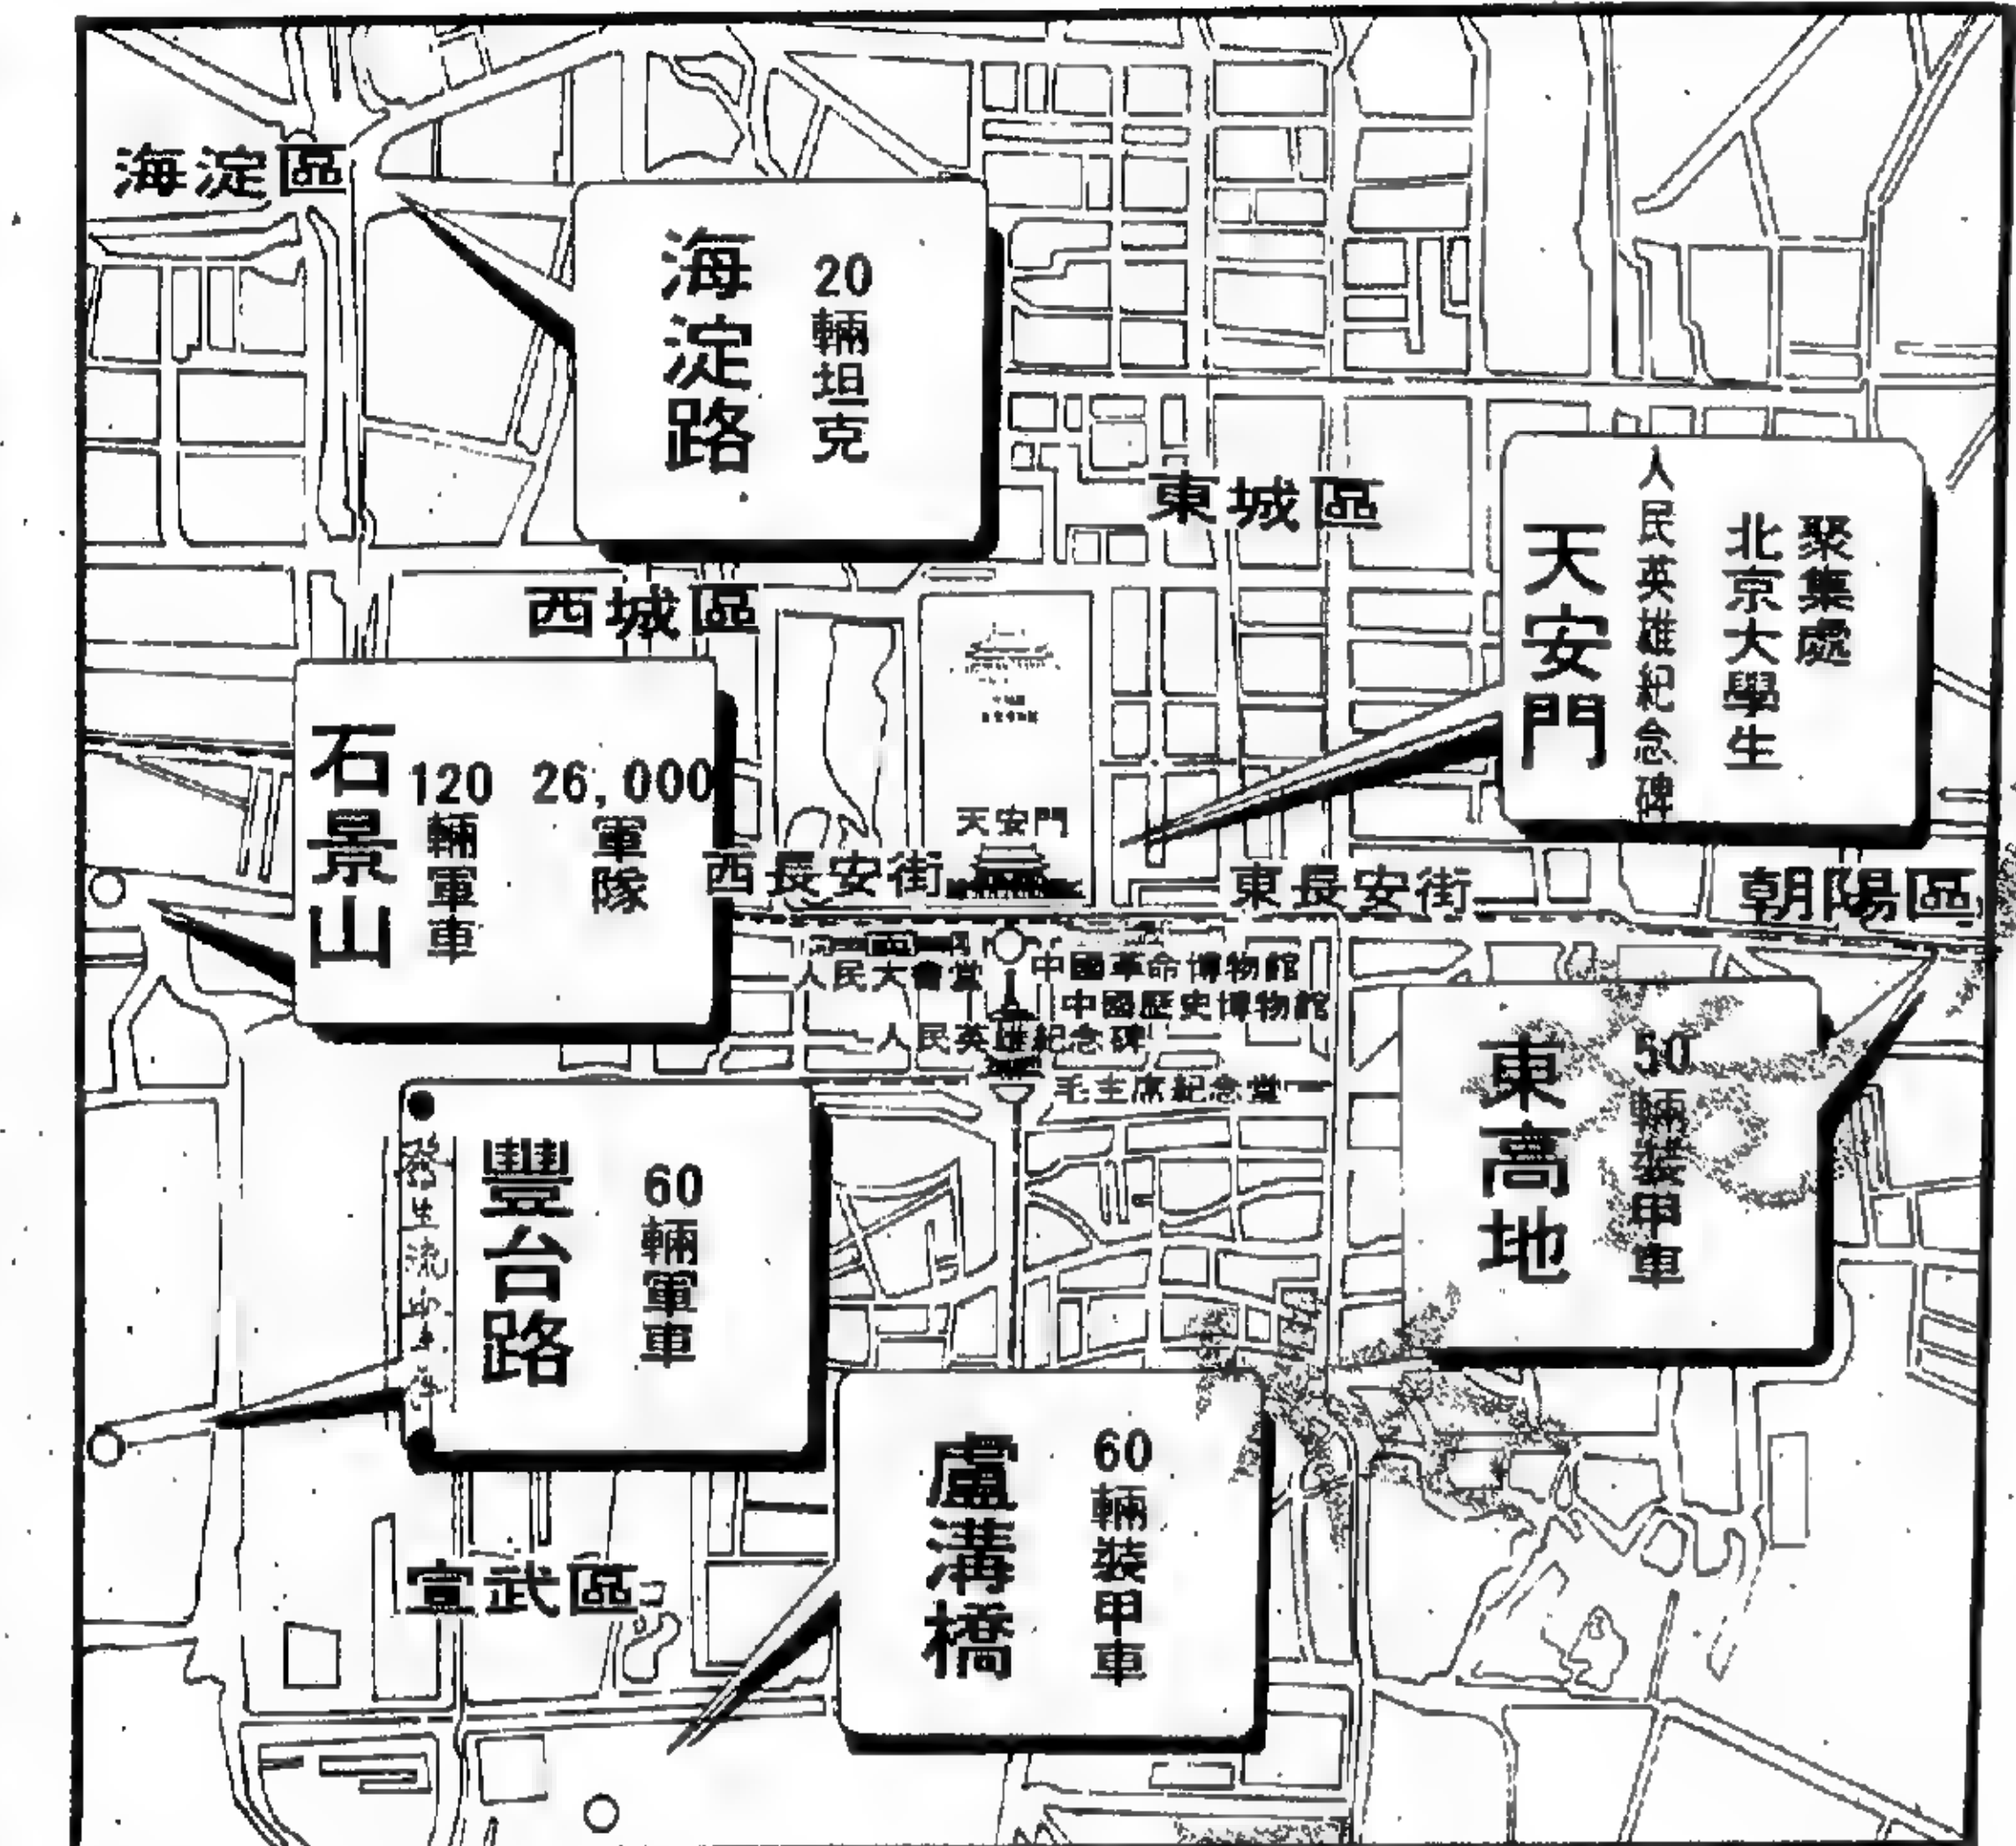 海淀區
海淀路
20輛坦克
東城區
天安門
人民英雄紀念碑
北京大學生
聚集處
西城區
石景山
120輛軍車
26,000軍隊
天安門
西長安街
東長安街
朝陽區
人民大會堂
中國革命博物館
中國歷史博物館
人民英雄紀念碑
毛主席紀念堂
東高地
50輛裝甲車
豐台路
60輛軍車
發生流血事件
盧溝橋
60輛裝甲車
宣武區